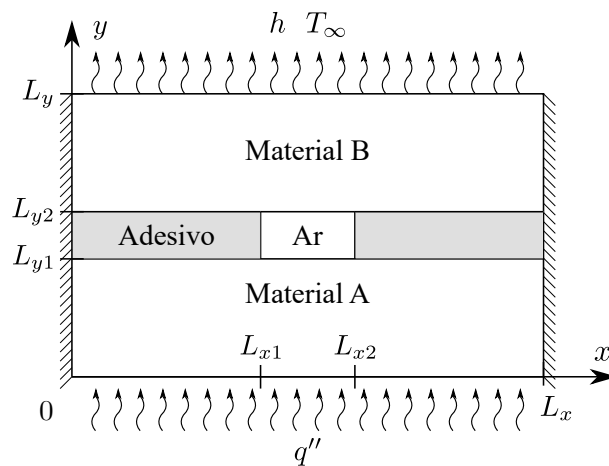 y h T∞
L_y
Material B
L_y2
Adesivo Ar
L_y1
Material A
L_x1 L_x2 x
0 L_x
q''